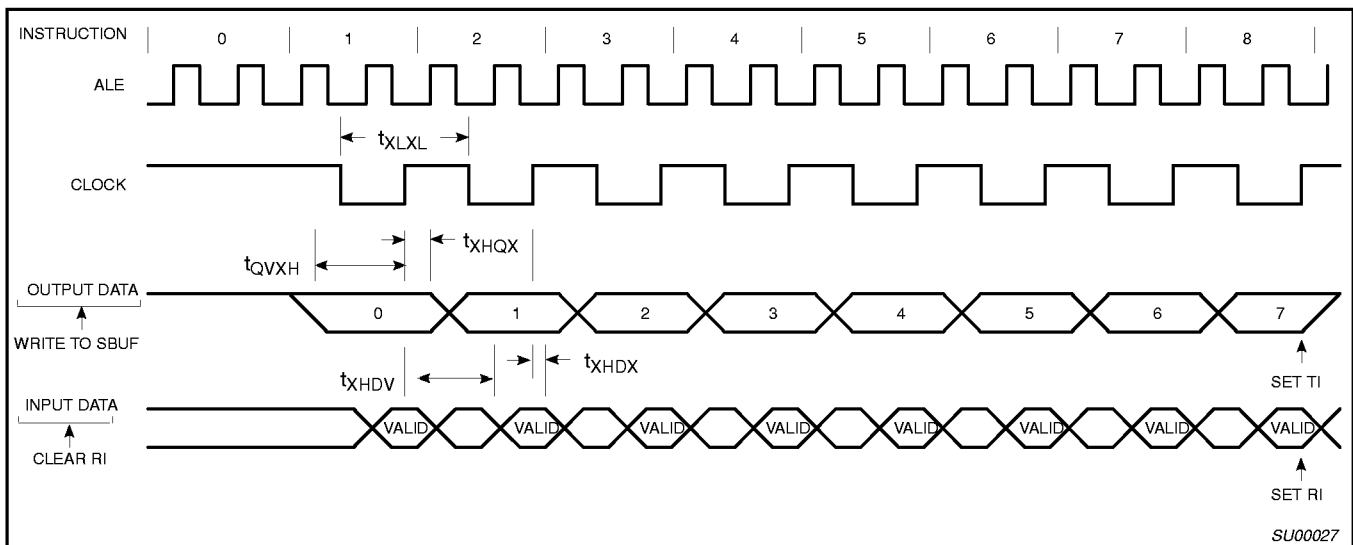 INSTRUCTION 0 1 2 3 4 5 6 7 8
ALE
tXLXL
CLOCK
tXHQX
tQVXH
OUTPUT DATA
0 1 2 3 4 5 6 7
WRITE TO SBUF
tXHDX
tXHDV
SET TI
INPUT DATA
VALID VALID VALID VALID VALID VALID VALID VALID
CLEAR RI
SET RI
SU00027